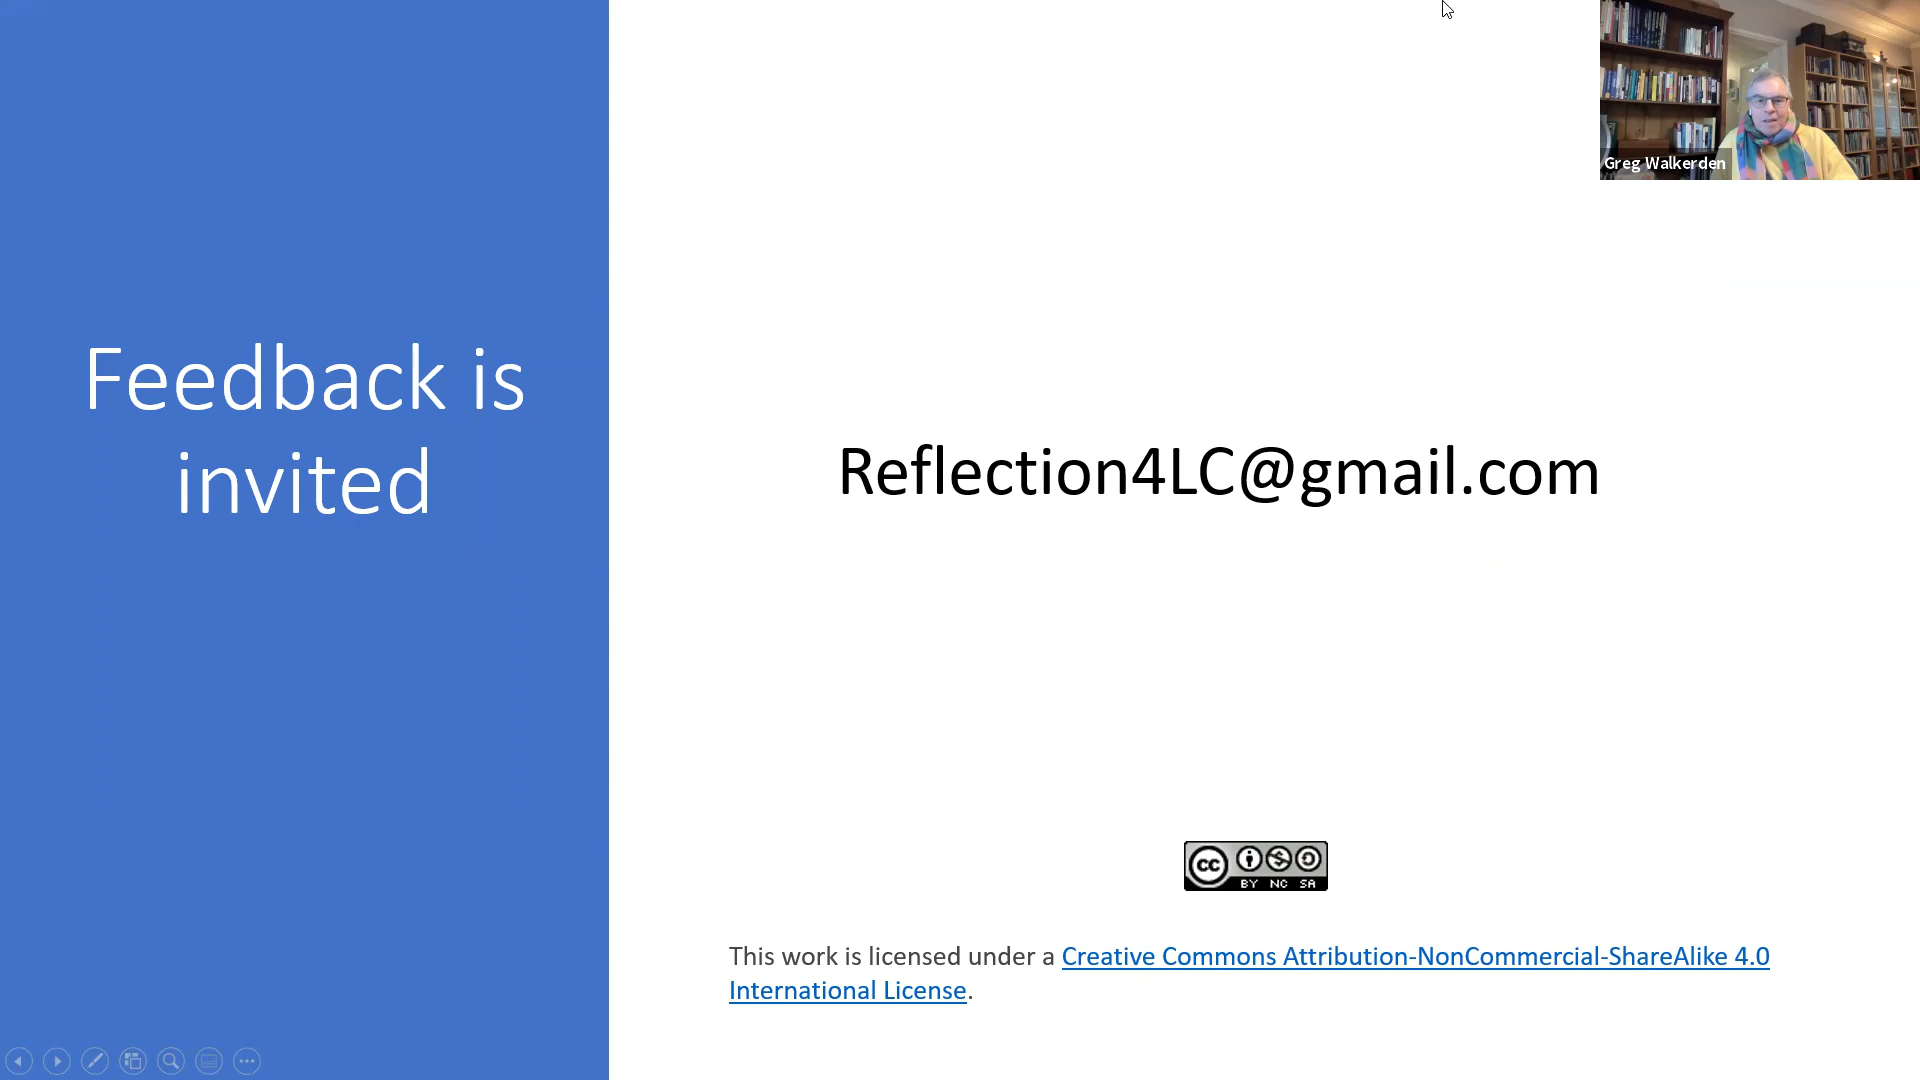 Greg Walkerden
Feedback is
invited
Reflection4LC@gmail.com
CC BY NC SA
This work is licensed under a Creative Commons Attribution-NonCommercial-ShareAlike 4.0
International License.